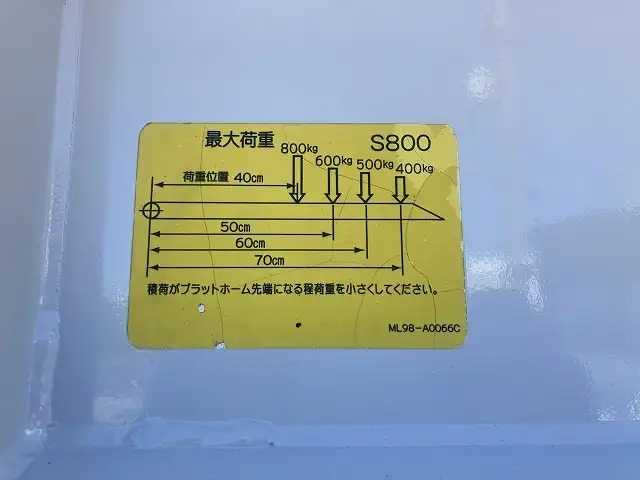 最大荷重 S800
800kg
600kg
500kg
400kg
荷重位置 40cm
50cm
60cm
70cm
積荷がプラットホーム先端になる程荷重を小さくしてください。
ML98-A0066C